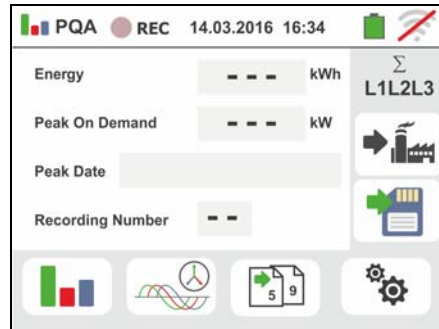 PQA REC 14.03.2016 16:34
Energy --- kWh
Σ
L1L2L3
Peak On Demand --- kW
Peak Date
Recording Number --
5 9